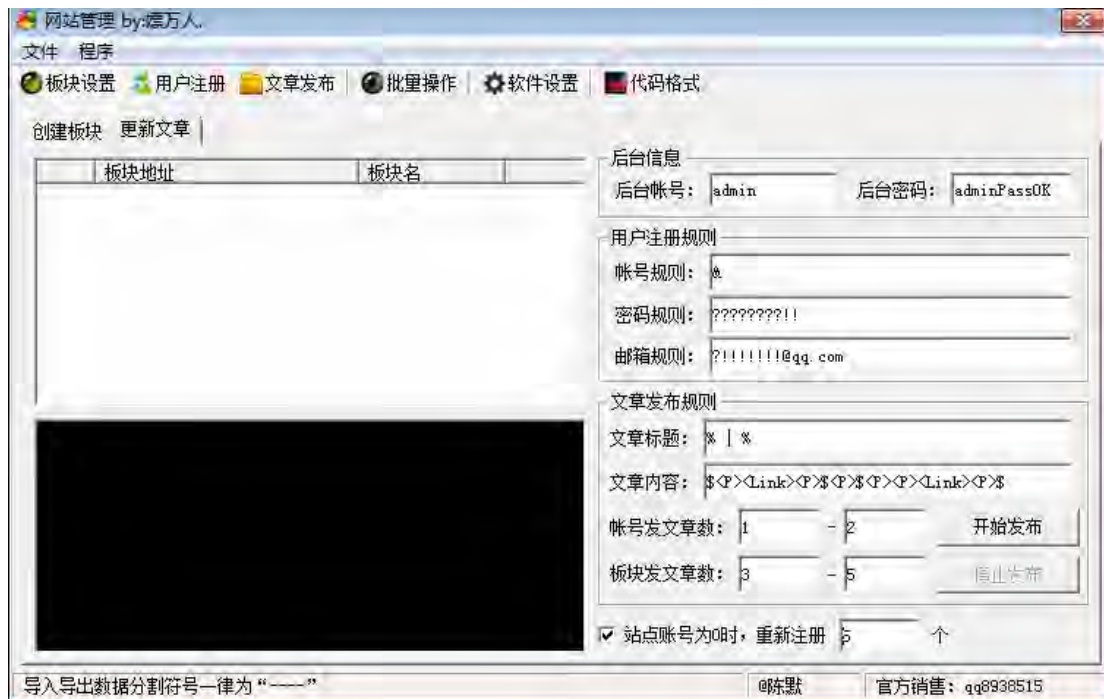 网站管理 by:嫖万人.
文件 程序
板块设置 用户注册 文章发布 批量操作 软件设置 代码格式
创建板块 更新文章
板块地址 板块名
后台信息
后台帐号: admin 后台密码: adminPassOK
用户注册规则
帐号规则: &
密码规则: ????????!!
邮箱规则: ?!!!!!!!@qq.com
文章发布规则
文章标题: % | %
文章内容: $<P><Link><P>$<P>$<P><P><Link><P>$
帐号发文章数: 1 - 2 开始发布
板块发文章数: 3 - 5 停止发布
站点账号为0时，重新注册 5 个
导入导出数据分割符号一律为“----” @陈默 官方销售: qq8938515